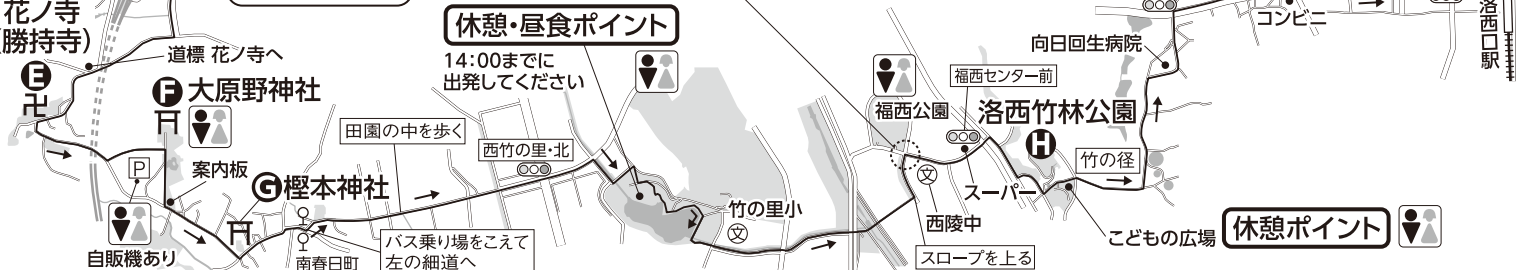 花ノ寺
(勝持寺)
E
道標 花ノ寺へ
F 大原野神社
P
案内板
自販機あり
G 樫本神社
南春日町
バス乗り場をこえて
左の細道へ
田園の中を歩く
西竹の里・北
休憩・昼食ポイント
14:00までに
出発してください
竹の里小
文
福西公園
福西センター前
文
西陵中
スーパー
スロープを上る
洛西竹林公園
H
竹の径
こどもの広場
休憩ポイント
向日回生病院
コンビニ
洛西口駅